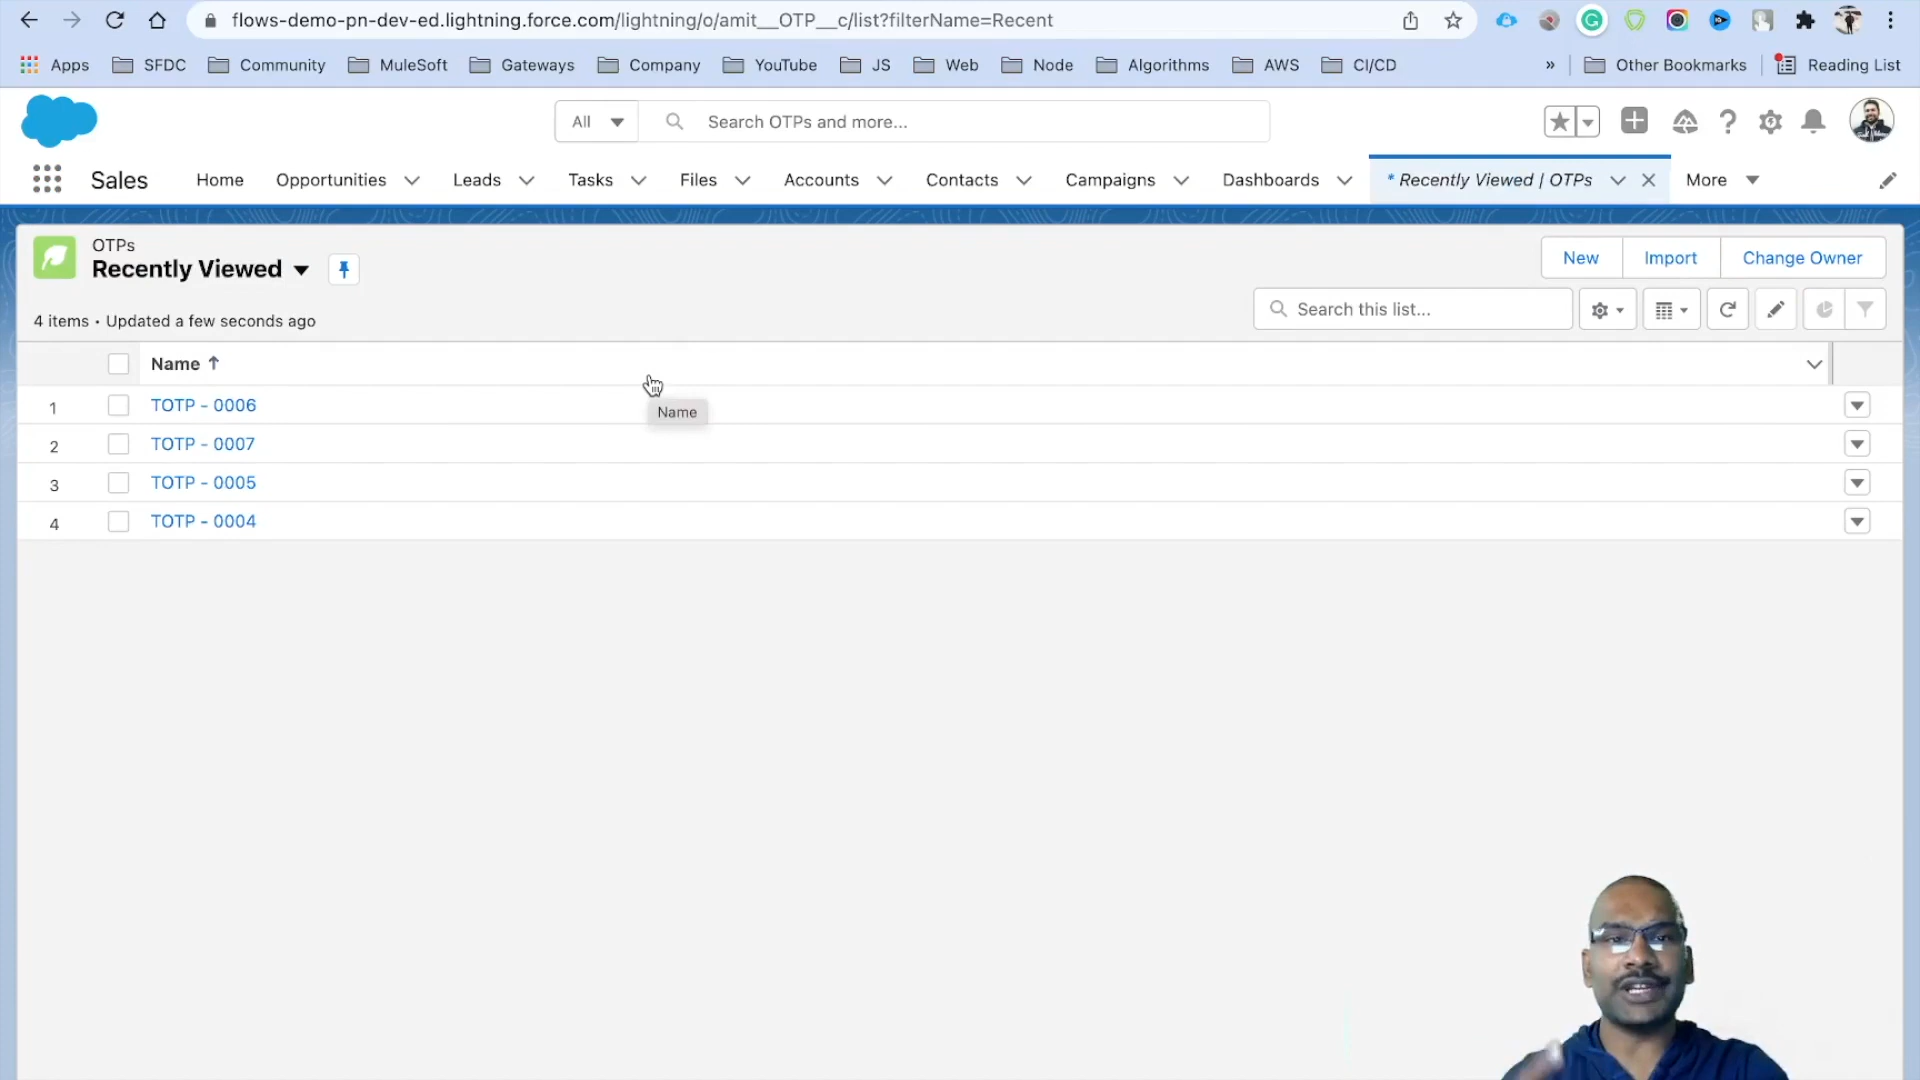 flows-demo-pn-dev-ed.lightning.force.com/lightning/o/amit__OTP__c/list?filterName=Recent
Apps SFDC Community MuleSoft Gateways Company YouTube JS Web Node Algorithms AWS CI/CD » Other Bookmarks Reading List
All Search OTPs and more...
Sales Home Opportunities Leads Tasks Files Accounts Contacts Campaigns Dashboards * Recently Viewed | OTPs More
OTPs
Recently Viewed
New Import Change Owner
4 items • Updated a few seconds ago
Search this list...
Name
1 TOTP - 0006
Name
2 TOTP - 0007
3 TOTP - 0005
4 TOTP - 0004